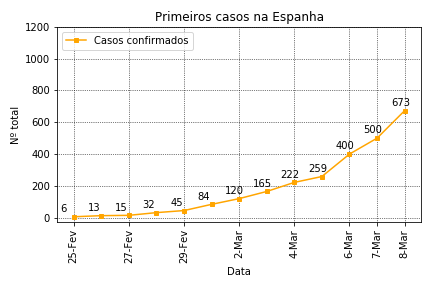 Primeiros casos na Espanha
Casos confirmados
Nº total
1200
1000
800
600
400
200
0
6
13
15
32
45
84
120
165
222
259
400
500
673
25-Fev
27-Fev
29-Fev
2-Mar
4-Mar
6-Mar
7-Mar
8-Mar
Data